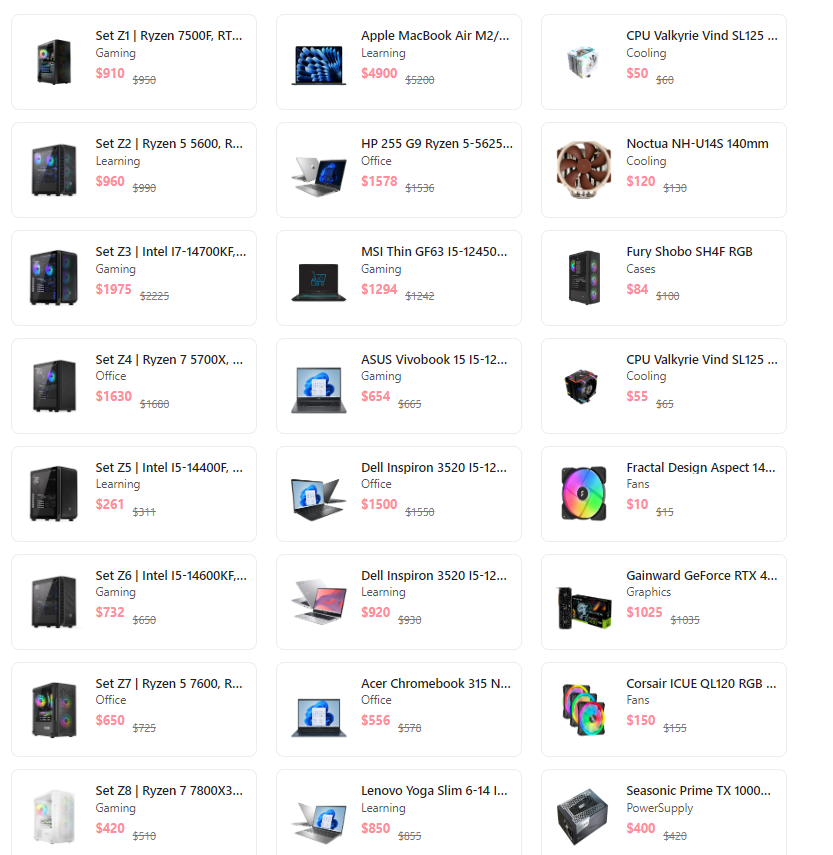 Set Z1 | Ryzen 7500F, RT...
Gaming
$910 $950
Apple MacBook Air M2/...
Learning
$4900 $5200
CPU Valkyrie Vind SL125 ...
Cooling
$50 $60
Set Z2 | Ryzen 5 5600, R...
Learning
$960 $990
HP 255 G9 Ryzen 5-5625...
Office
$1578 $1536
Noctua NH-U14S 140mm
Cooling
$120 $130
Set Z3 | Intel I7-14700KF,...
Gaming
$1975 $2225
MSI Thin GF63 I5-12450...
Gaming
$1294 $1242
Fury Shobo SH4F RGB
Cases
$84 $100
Set Z4 | Ryzen 7 5700X, ...
Office
$1630 $1680
ASUS Vivobook 15 I5-12...
Gaming
$654 $665
CPU Valkyrie Vind SL125 ...
Cooling
$55 $65
Set Z5 | Intel I5-14400F, ...
Learning
$261 $311
Dell Inspiron 3520 I5-12...
Office
$1500 $1550
Fractal Design Aspect 14...
Fans
$10 $15
Set Z6 | Intel I5-14600KF,...
Gaming
$732 $650
Dell Inspiron 3520 I5-12...
Learning
$920 $930
Gainward GeForce RTX 4...
Graphics
$1025 $1035
Set Z7 | Ryzen 5 7600, R...
Office
$650 $725
Acer Chromebook 315 N...
Learning
$556 $578
Corsair ICUE QL120 RGB ...
Fans
$150 $155
Set Z8 | Ryzen 7 7800X3...
Gaming
$420 $510
Lenovo Yoga Slim 6-14 I...
Learning
$850 $855
Seasonic Prime TX 1000...
PowerSupply
$400 $420